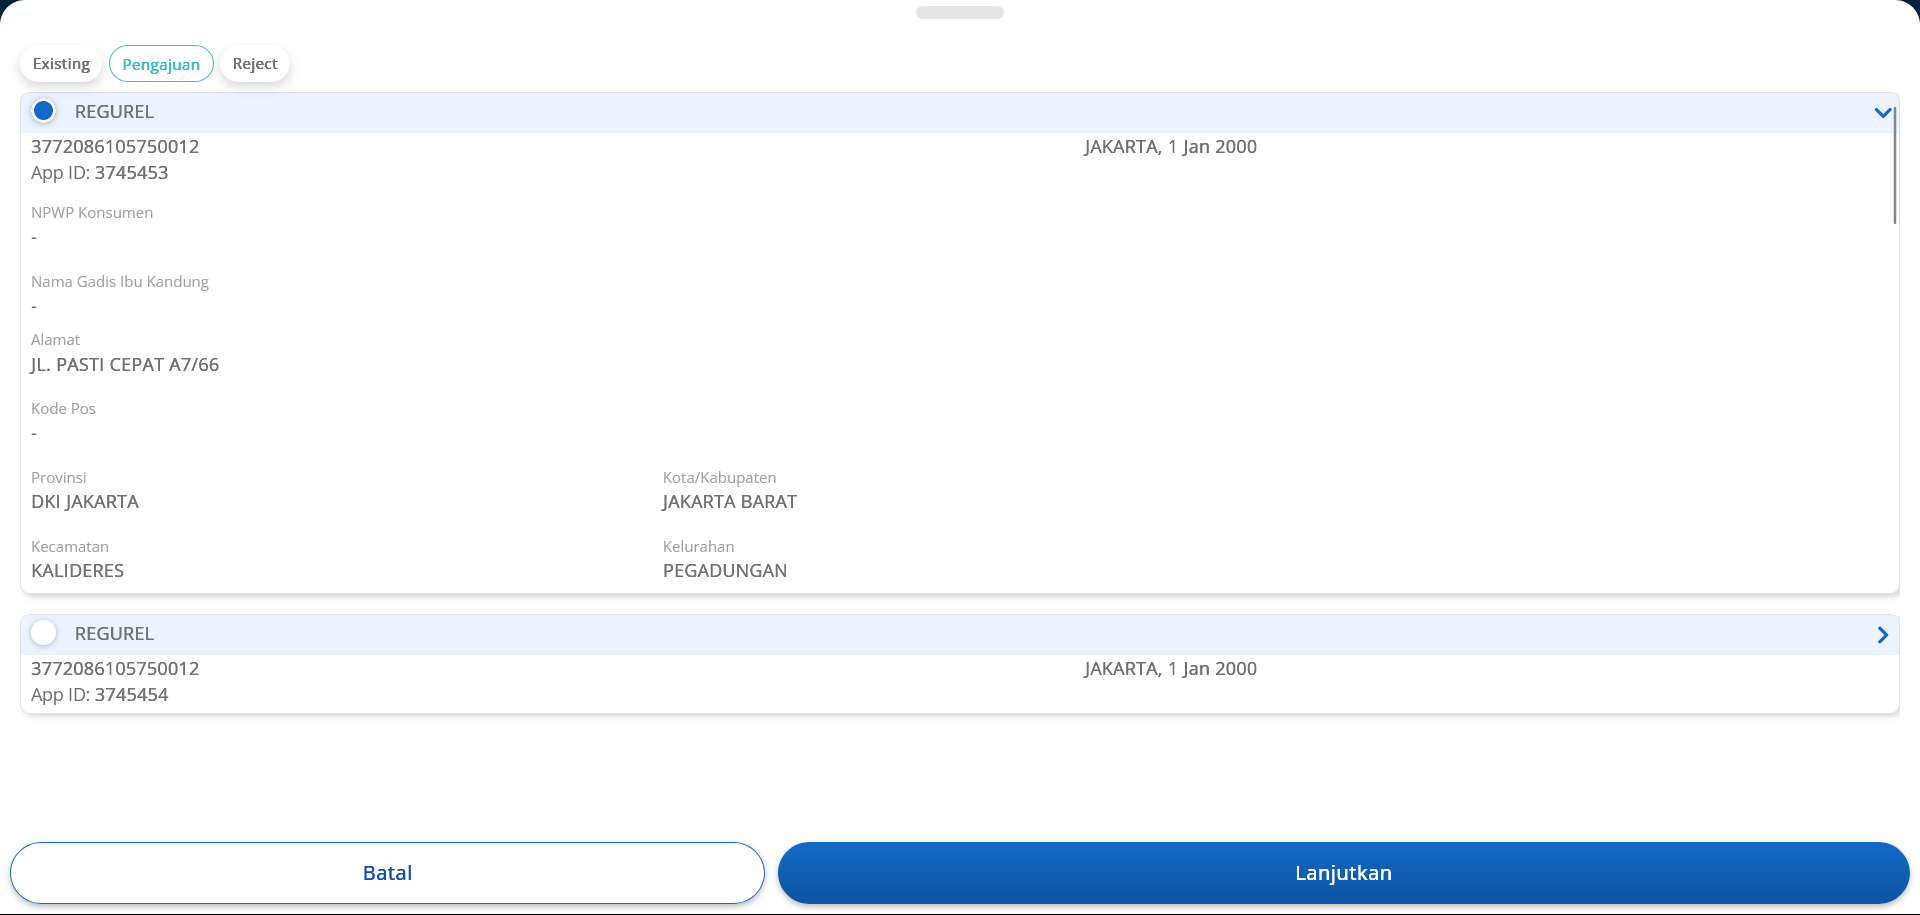 Existing Pengajuan Reject
REGUREL
3772086105750012 JAKARTA, 1 Jan 2000
App ID: 3745453
NPWP Konsumen
-
Nama Gadis Ibu Kandung
-
Alamat
JL. PASTI CEPAT A7/66
Kode Pos
-
Provinsi Kota/Kabupaten
DKI JAKARTA JAKARTA BARAT
Kecamatan Kelurahan
KALIDERES PEGADUNGAN
REGUREL
3772086105750012 JAKARTA, 1 Jan 2000
App ID: 3745454
Batal Lanjutkan